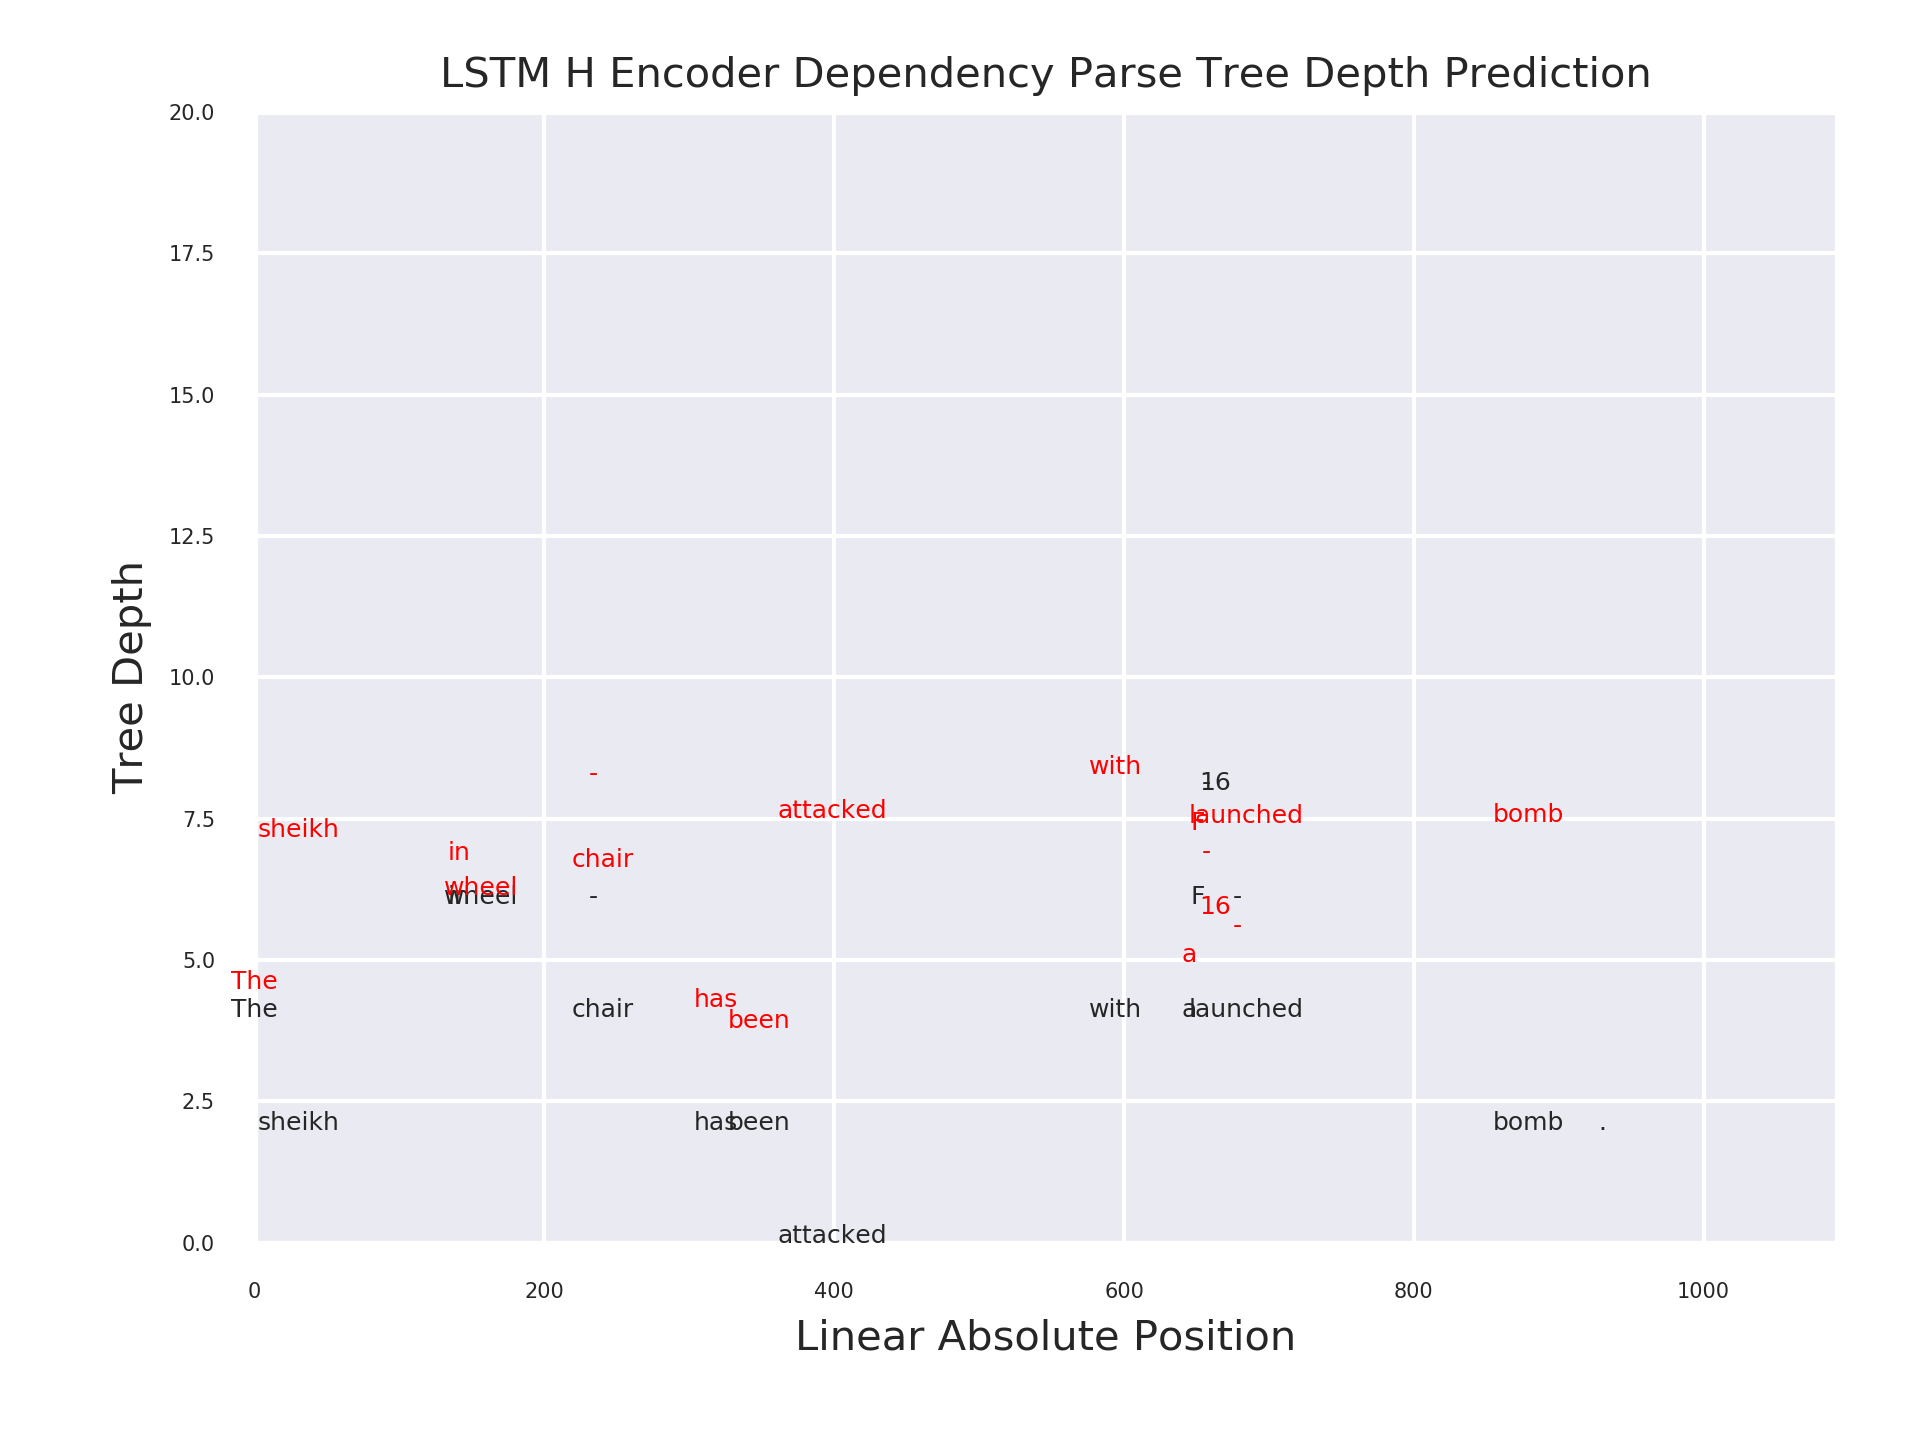 LSTM H Encoder Dependency Parse Tree Depth Prediction
20.0
17.5
15.0
12.5
10.0
7.5
5.0
2.5
0.0
Tree Depth
with
-
16
-
attacked
launched
bomb
F
sheikh
in
-
chair
wheel
in
wheel
-
F
-
16
-
a
The
has
The
chair
with
a
launched
been
sheikh
has
been
bomb
.
attacked
0
200
400
600
800
1000
Linear Absolute Position